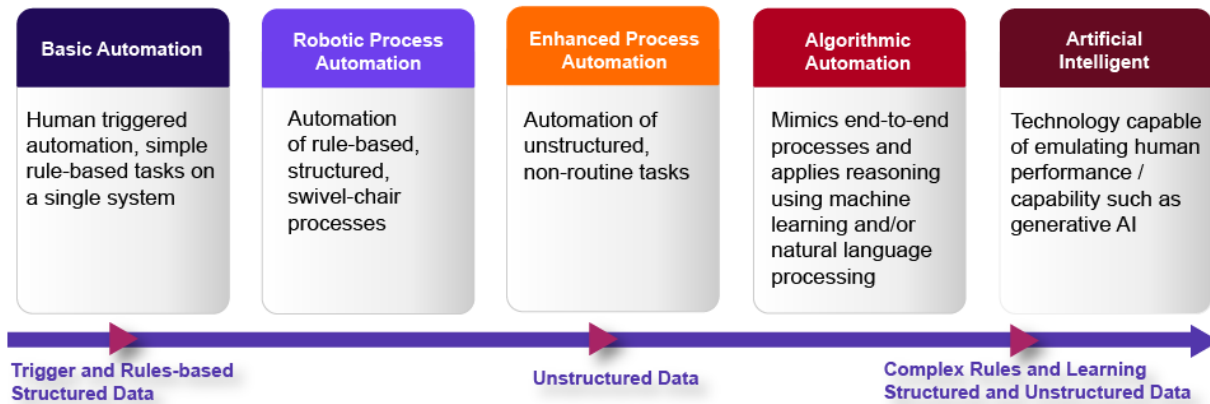 Basic Automation
Human triggered
automation, simple
rule-based tasks on
a single system
Robotic Process
Automation
Automation
of rule-based,
structured,
swivel-chair
processes
Enhanced Process
Automation
Automation of
unstructured,
non-routine tasks
Algorithmic
Automation
Mimics end-to-end
processes and
applies reasoning
using machine
learning and/or
natural language
processing
Artificial
Intelligent
Technology capable
of emulating human
performance /
capability such as
generative AI
Trigger and Rules-based
Structured Data
Unstructured Data
Complex Rules and Learning
Structured and Unstructured Data